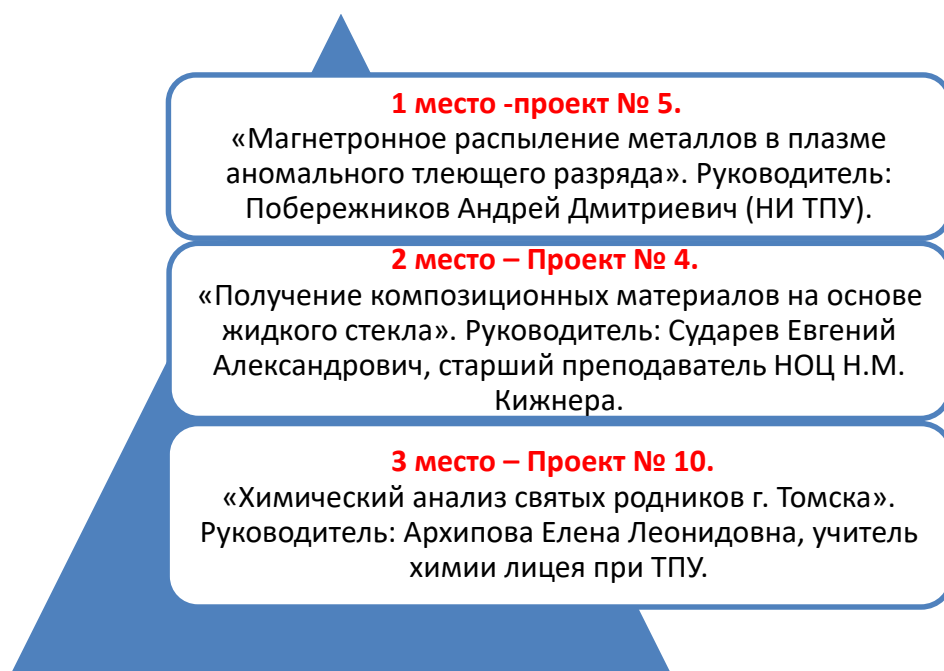 1 место -проект № 5.
«Магнетронное распыление металлов в плазме
аномального тлеющего разряда». Руководитель:
Побережников Андрей Дмитриевич (НИ ТПУ).
2 место – Проект № 4.
«Получение композиционных материалов на основе
жидкого стекла». Руководитель: Сударев Евгений
Александрович, старший преподаватель НОЦ Н.М.
Кижнера.
3 место – Проект № 10.
«Химический анализ святых родников г. Томска».
Руководитель: Архипова Елена Леонидовна, учитель
химии лицея при ТПУ.